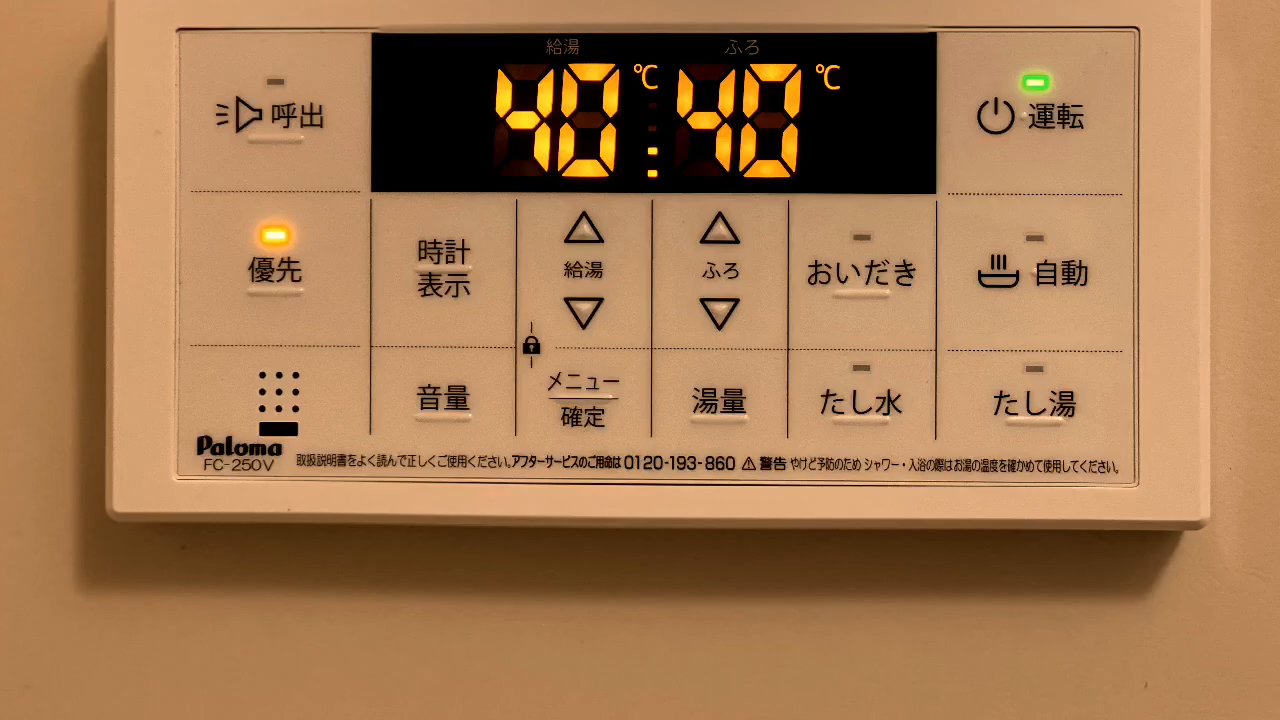 給湯 ふろ
40℃ 40℃
呼出
運転
優先
時計
表示
給湯
ふろ
おいだき
自動
音量
メニュー
確定
湯量
たし水
たし湯
Paloma
FC-250V
取扱説明書をよく読んで正しくご使用ください。アフターサービスのご用命は 0120-193-860 ⚠警告 やけど予防のため シャワー・入浴の際はお湯の温度を確かめて使用してください。